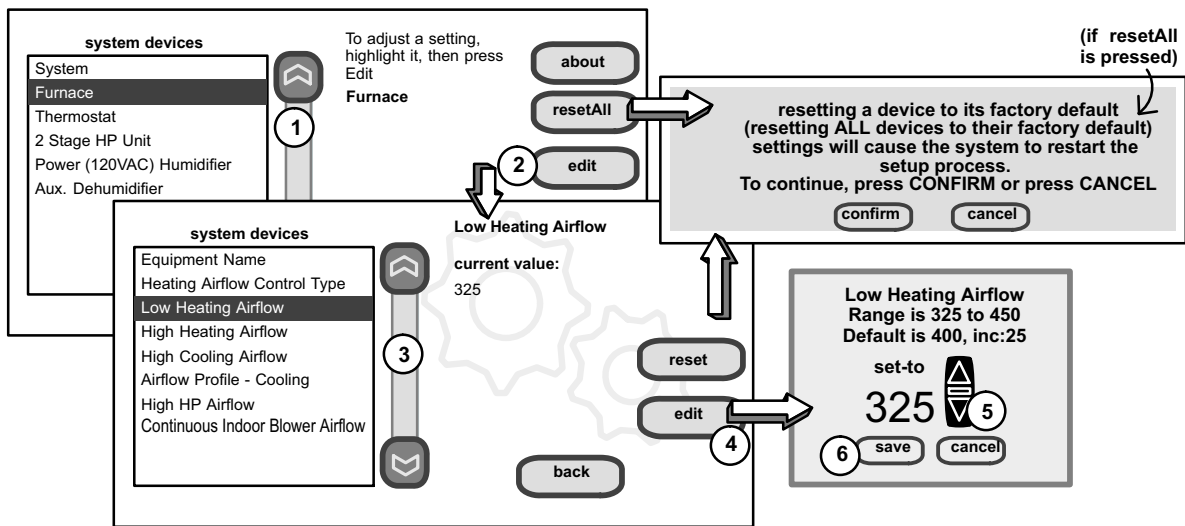 system devices
System
Furnace
Thermostat
2 Stage HP Unit
Power (120VAC) Humidifier
Aux. Dehumidifier
1
To adjust a setting,
highlight it, then press
Edit
Furnace
about
resetAll
2
edit
(if resetAll
is pressed)
resetting a device to its factory default
(resetting ALL devices to their factory default)
settings will cause the system to restart the
setup process.
To continue, press CONFIRM or press CANCEL
confirm
cancel
system devices
Equipment Name
Heating Airflow Control Type
Low Heating Airflow
High Heating Airflow
High Cooling Airflow
Airflow Profile - Cooling
High HP Airflow
Continuous Indoor Blower Airflow
3
Low Heating Airflow
current value:
325
reset
edit
4
back
Low Heating Airflow
Range is 325 to 450
Default is 400, inc:25
set-to
325
5
6
save
cancel